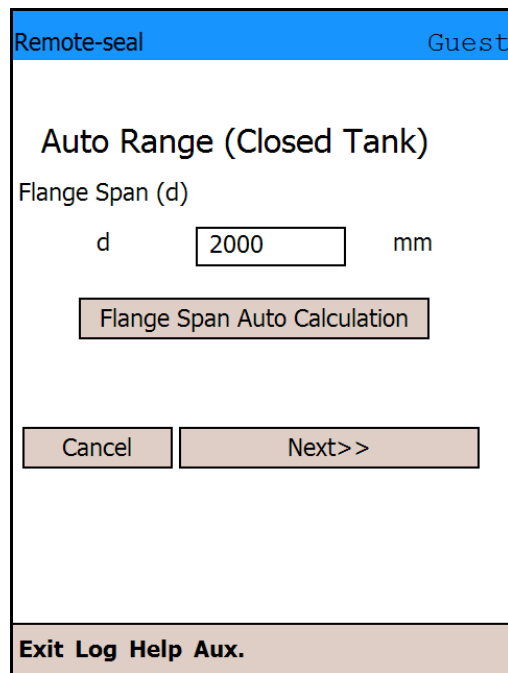 Remote-seal Guest
Auto Range (Closed Tank)
Flange Span (d)
d 2000 mm
Flange Span Auto Calculation
Cancel Next>>
Exit Log Help Aux.